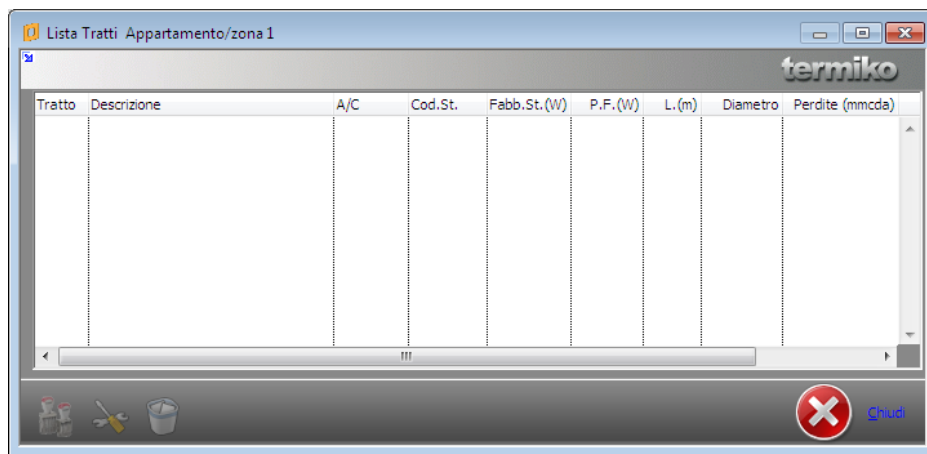 Lista Tratti Appartamento/zona 1
termiko
Tratto Descrizione A/C Cod.St. Fabb.St.(W) P.F.(W) L.(m) Diametro Perdite (mmcda)
Chiudi